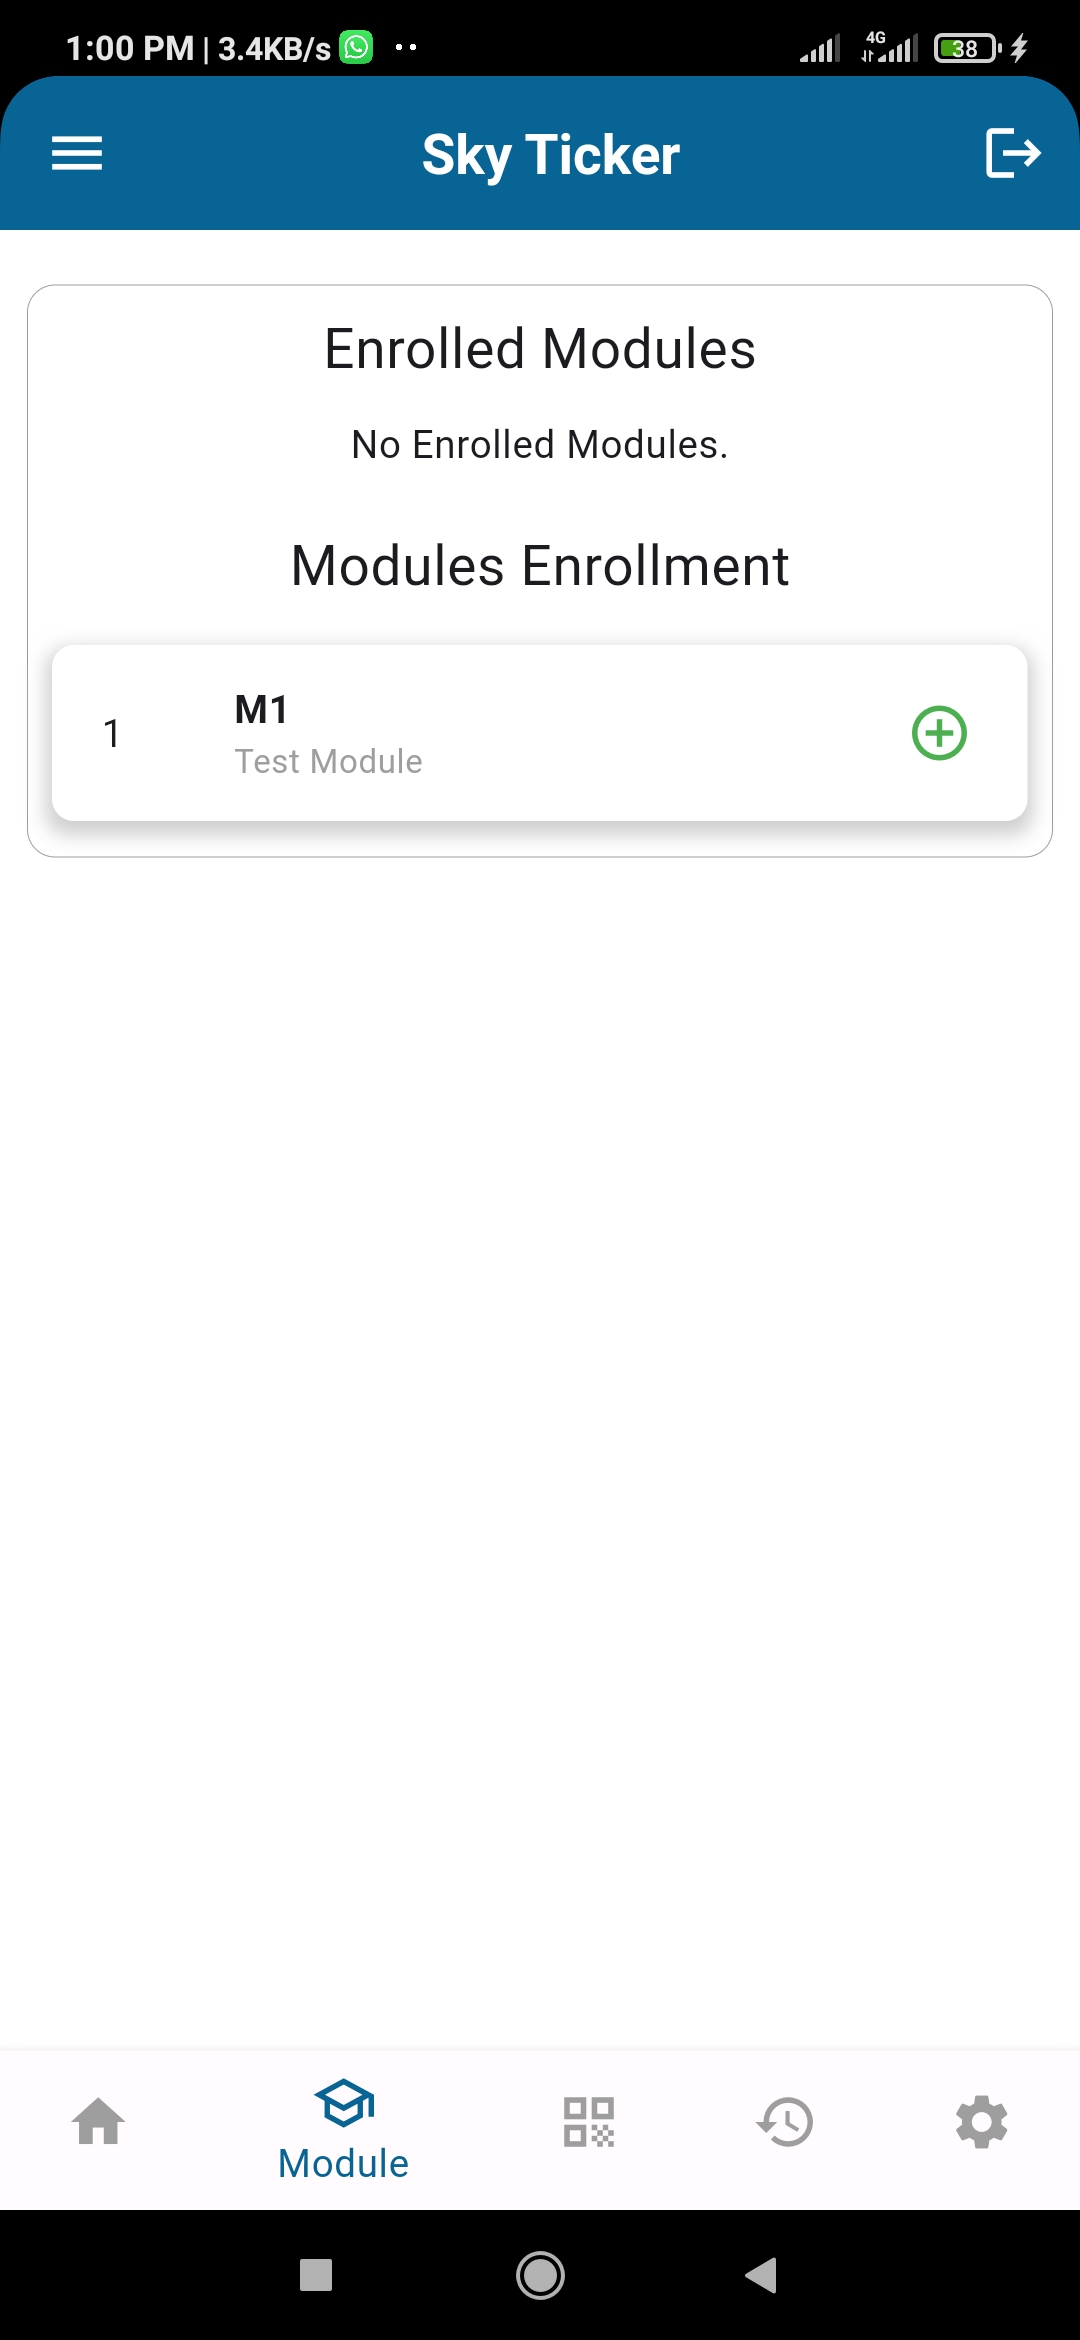 1:00 PM | 3.4KB/s 4G 38
Sky Ticker
Enrolled Modules
No Enrolled Modules.
Modules Enrollment
M1
1
Test Module
Module